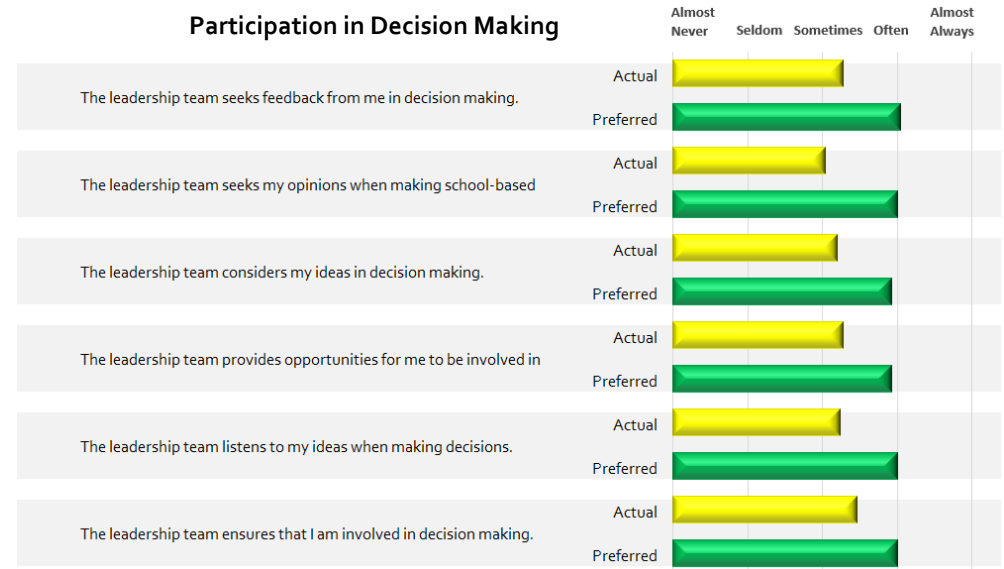 Participation in Decision Making
Almost Never
Seldom
Sometimes
Often
Almost Always
The leadership team seeks feedback from me in decision making.
Actual
Preferred
The leadership team seeks my opinions when making school-based
Actual
Preferred
The leadership team considers my ideas in decision making.
Actual
Preferred
The leadership team provides opportunities for me to be involved in
Actual
Preferred
The leadership team listens to my ideas when making decisions.
Actual
Preferred
The leadership team ensures that I am involved in decision making.
Actual
Preferred